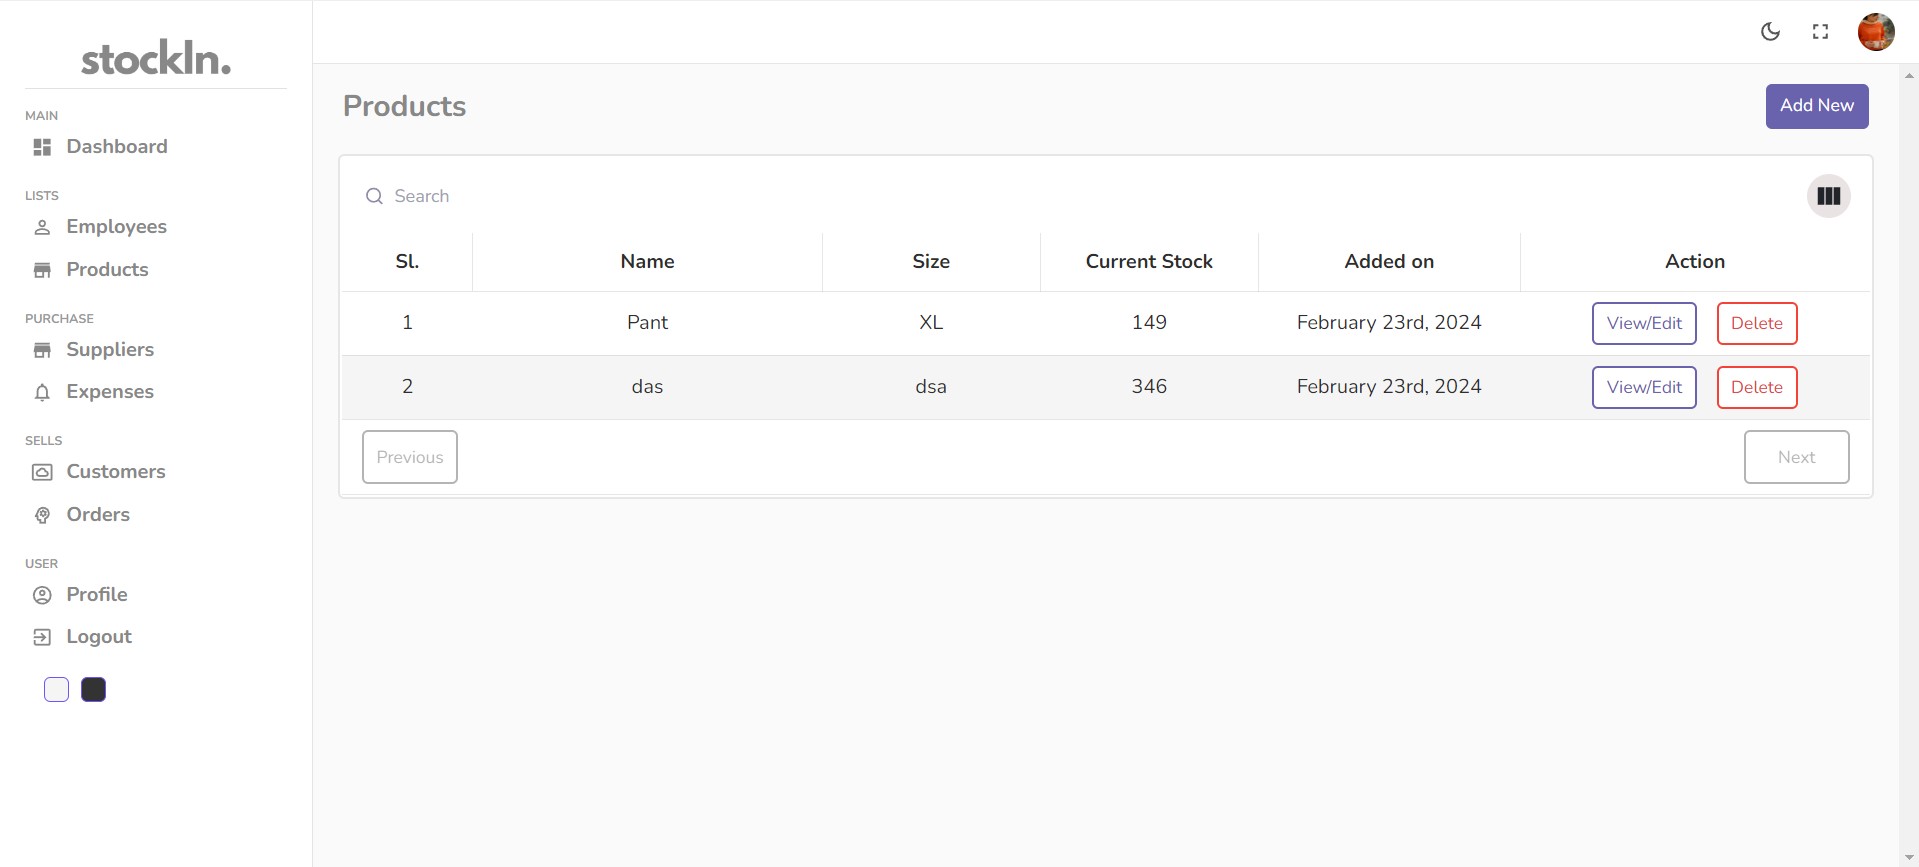 stockIn.
MAIN
Dashboard
LISTS
Employees
Products
PURCHASE
Suppliers
Expenses
SELLS
Customers
Orders
USER
Profile
Logout
Products
Add New
Search
Sl. Name Size Current Stock Added on Action
1 Pant XL 149 February 23rd, 2024 View/Edit Delete
2 das dsa 346 February 23rd, 2024 View/Edit Delete
Previous Next